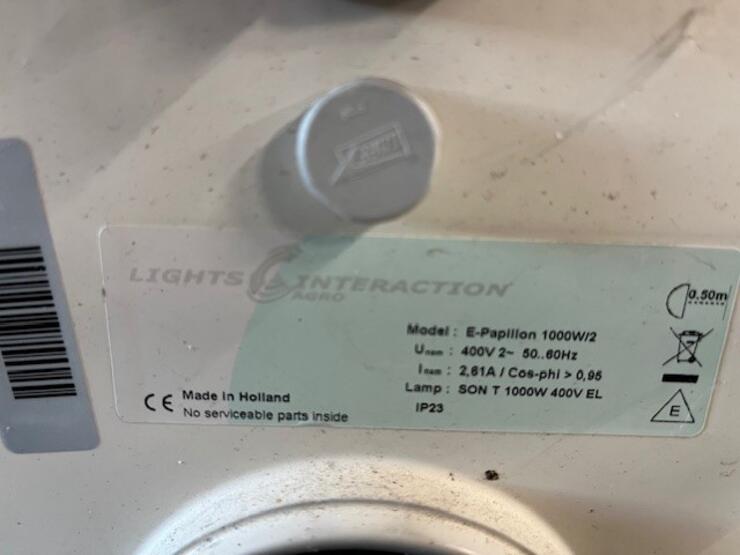 LIGHTS INTERACTION
AGRO
0.50m
Model : E-Papillon 1000W/2
Unom : 400V 2~ 50..60Hz
Inom : 2,61A / Cos-phi > 0,95
Lamp : SON T 1000W 400V EL
IP23
CE Made in Holland
No serviceable parts inside
E